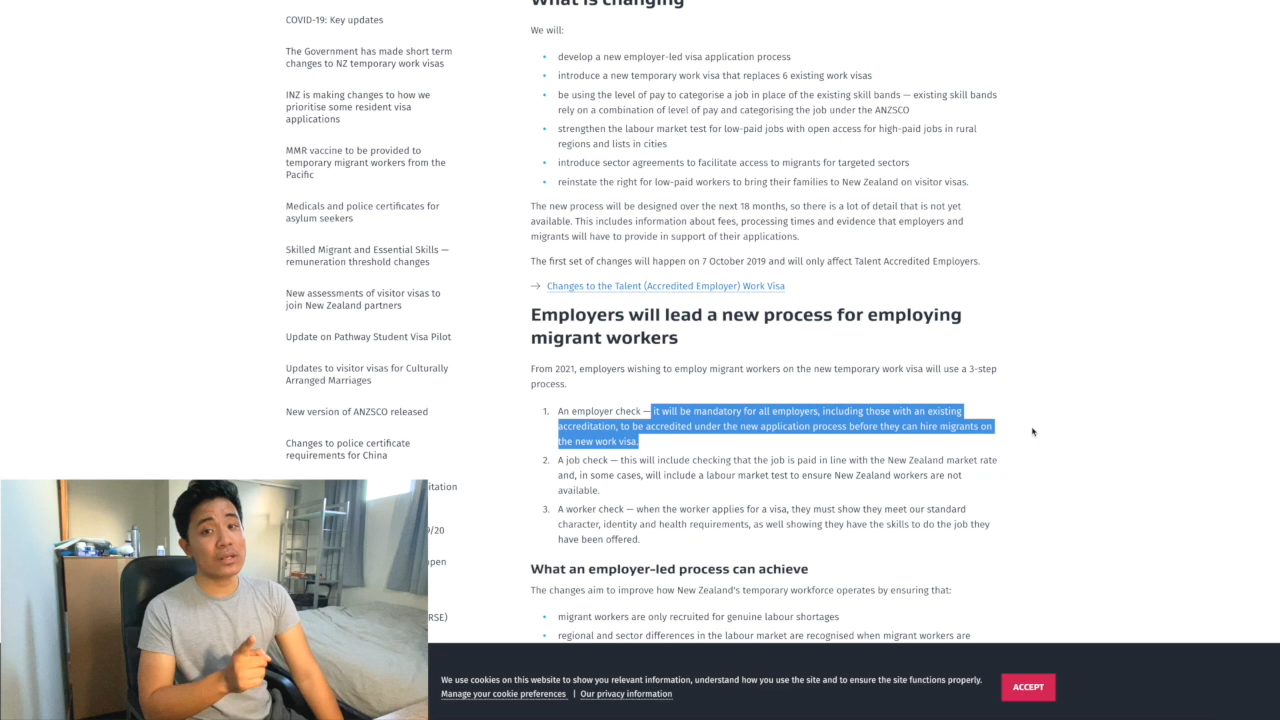 COVID-19: Key updates
The Government has made short term
changes to NZ temporary work visas
INZ is making changes to how we
prioritise some resident visa
applications
MMR vaccine to be provided to
temporary migrant workers from the
Pacific
Medicals and police certificates for
asylum seekers
Skilled Migrant and Essential Skills —
remuneration threshold changes
New assessments of visitor visas to
join New Zealand partners
Update on Pathway Student Visa Pilot
Updates to visitor visas for Culturally
Arranged Marriages
New version of ANZSCO released
Changes to police certificate
requirements for China
itation
9/20
open
RSE)
What is changing
We will:
• develop a new employer-led visa application process
• introduce a new temporary work visa that replaces 6 existing work visas
• be using the level of pay to categorise a job in place of the existing skill bands — existing skill bands
rely on a combination of level of pay and categorising the job under the ANZSCO
• strengthen the labour market test for low-paid jobs with open access for high-paid jobs in rural
regions and lists in cities
• introduce sector agreements to facilitate access to migrants for targeted sectors
• reinstate the right for low-paid workers to bring their families to New Zealand on visitor visas.
The new process will be designed over the next 18 months, so there is a lot of detail that is not yet
available. This includes information about fees, processing times and evidence that employers and
migrants will have to provide in support of their applications.
The first set of changes will happen on 7 October 2019 and will only affect Talent Accredited Employers.
→ Changes to the Talent (Accredited Employer) Work Visa
Employers will lead a new process for employing
migrant workers
From 2021, employers wishing to employ migrant workers on the new temporary work visa will use a 3-step
process.
1. An employer check — it will be mandatory for all employers, including those with an existing
accreditation, to be accredited under the new application process before they can hire migrants on
the new work visa.
2. A job check — this will include checking that the job is paid in line with the New Zealand market rate
and, in some cases, will include a labour market test to ensure New Zealand workers are not
available.
3. A worker check — when the worker applies for a visa, they must show they meet our standard
character, identity and health requirements, as well showing they have the skills to do the job they
have been offered.
What an employer-led process can achieve
The changes aim to improve how New Zealand's temporary workforce operates by ensuring that:
• migrant workers are only recruited for genuine labour shortages
• regional and sector differences in the labour market are recognised when migrant workers are
We use cookies on this website to show you relevant information, understand how you use the site and to ensure the site functions properly.
Manage your cookie preferences | Our privacy information
ACCEPT